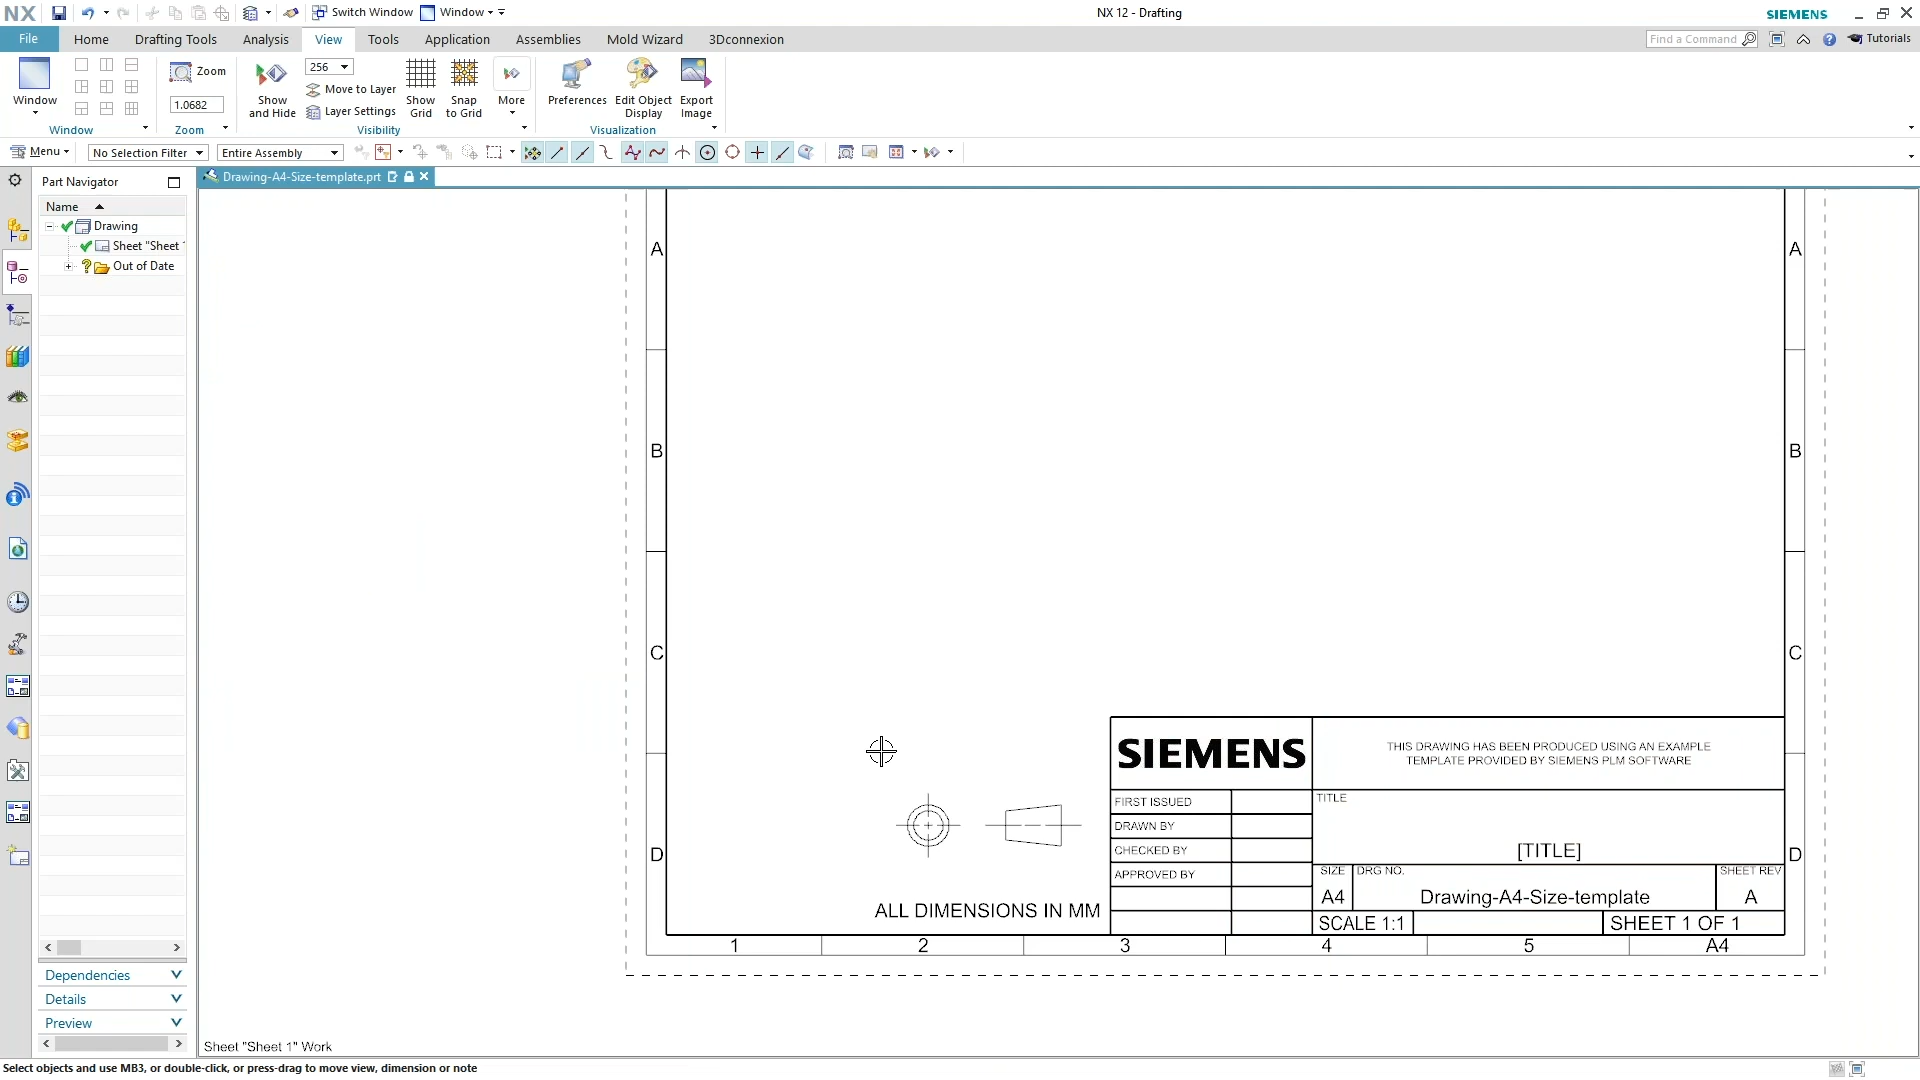 NX
Switch Window
Window
NX 12 - Drafting
SIEMENS
File
Home
Drafting Tools
Analysis
View
Tools
Application
Assemblies
Mold Wizard
3Dconnexion
Find a Command
Tutorials
Window
Zoom
1.0682
Show
and Hide
256
Move to Layer
Layer Settings
Show
Grid
Snap
to Grid
More
Preferences
Edit Object
Display
Export
Image
Window
Zoom
Visibility
Visualization
Menu
No Selection Filter
Entire Assembly
Part Navigator
Drawing-A4-Size-template.prt
Name
Drawing
Sheet "Sheet
Out of Date
A
A
B
B
C
C
D
D
SIEMENS
THIS DRAWING HAS BEEN PRODUCED USING AN EXAMPLE
TEMPLATE PROVIDED BY SIEMENS PLM SOFTWARE
FIRST ISSUED
DRAWN BY
CHECKED BY
APPROVED BY
TITLE
[TITLE]
SIZE
A4
DRG NO.
Drawing-A4-Size-template
SHEET REV
A
SCALE 1:1
SHEET 1 OF 1
ALL DIMENSIONS IN MM
1
2
3
4
5
A4
Dependencies
Details
Preview
Sheet "Sheet 1" Work
Select objects and use MB3, or double-click, or press-drag to move view, dimension or note